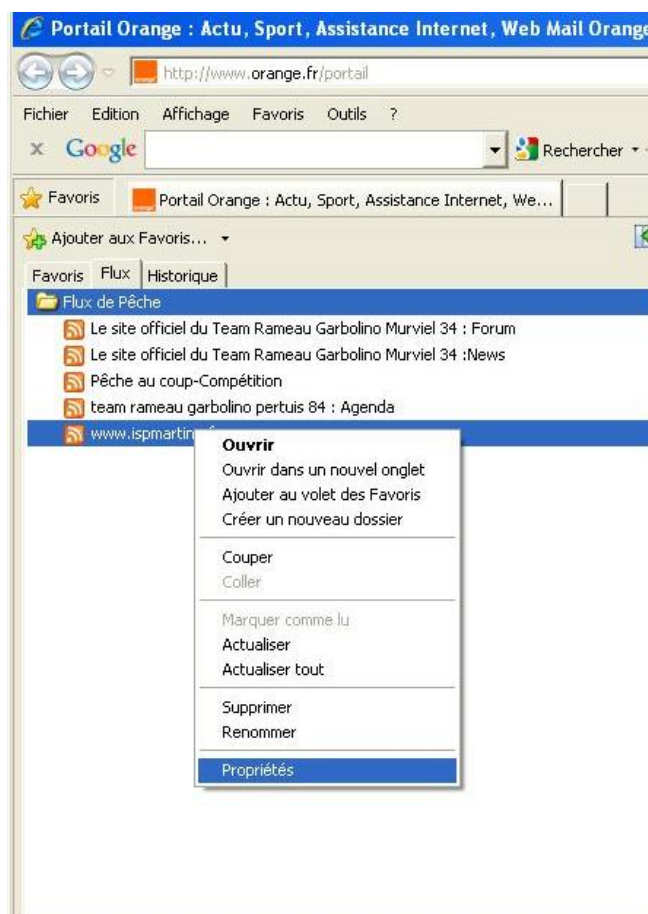 Portail Orange : Actu, Sport, Assistance Internet, Web Mail Orange
http://www.orange.fr/portail
Fichier Edition Affichage Favoris Outils ?
x Google Rechercher
Favoris Portail Orange : Actu, Sport, Assistance Internet, We...
Ajouter aux Favoris...
Favoris Flux Historique
Flux de Pêche
Le site officiel du Team Rameau Garbolino Murviel 34 : Forum
Le site officiel du Team Rameau Garbolino Murviel 34 :News
Pêche au coup-Compétition
team rameau garbolino pertuis 84 : Agenda
www.ispmartin
Ouvrir
Ouvrir dans un nouvel onglet
Ajouter au volet des Favoris
Créer un nouveau dossier
Couper
Coller
Marquer comme lu
Actualiser
Actualiser tout
Supprimer
Renommer
Propriétés